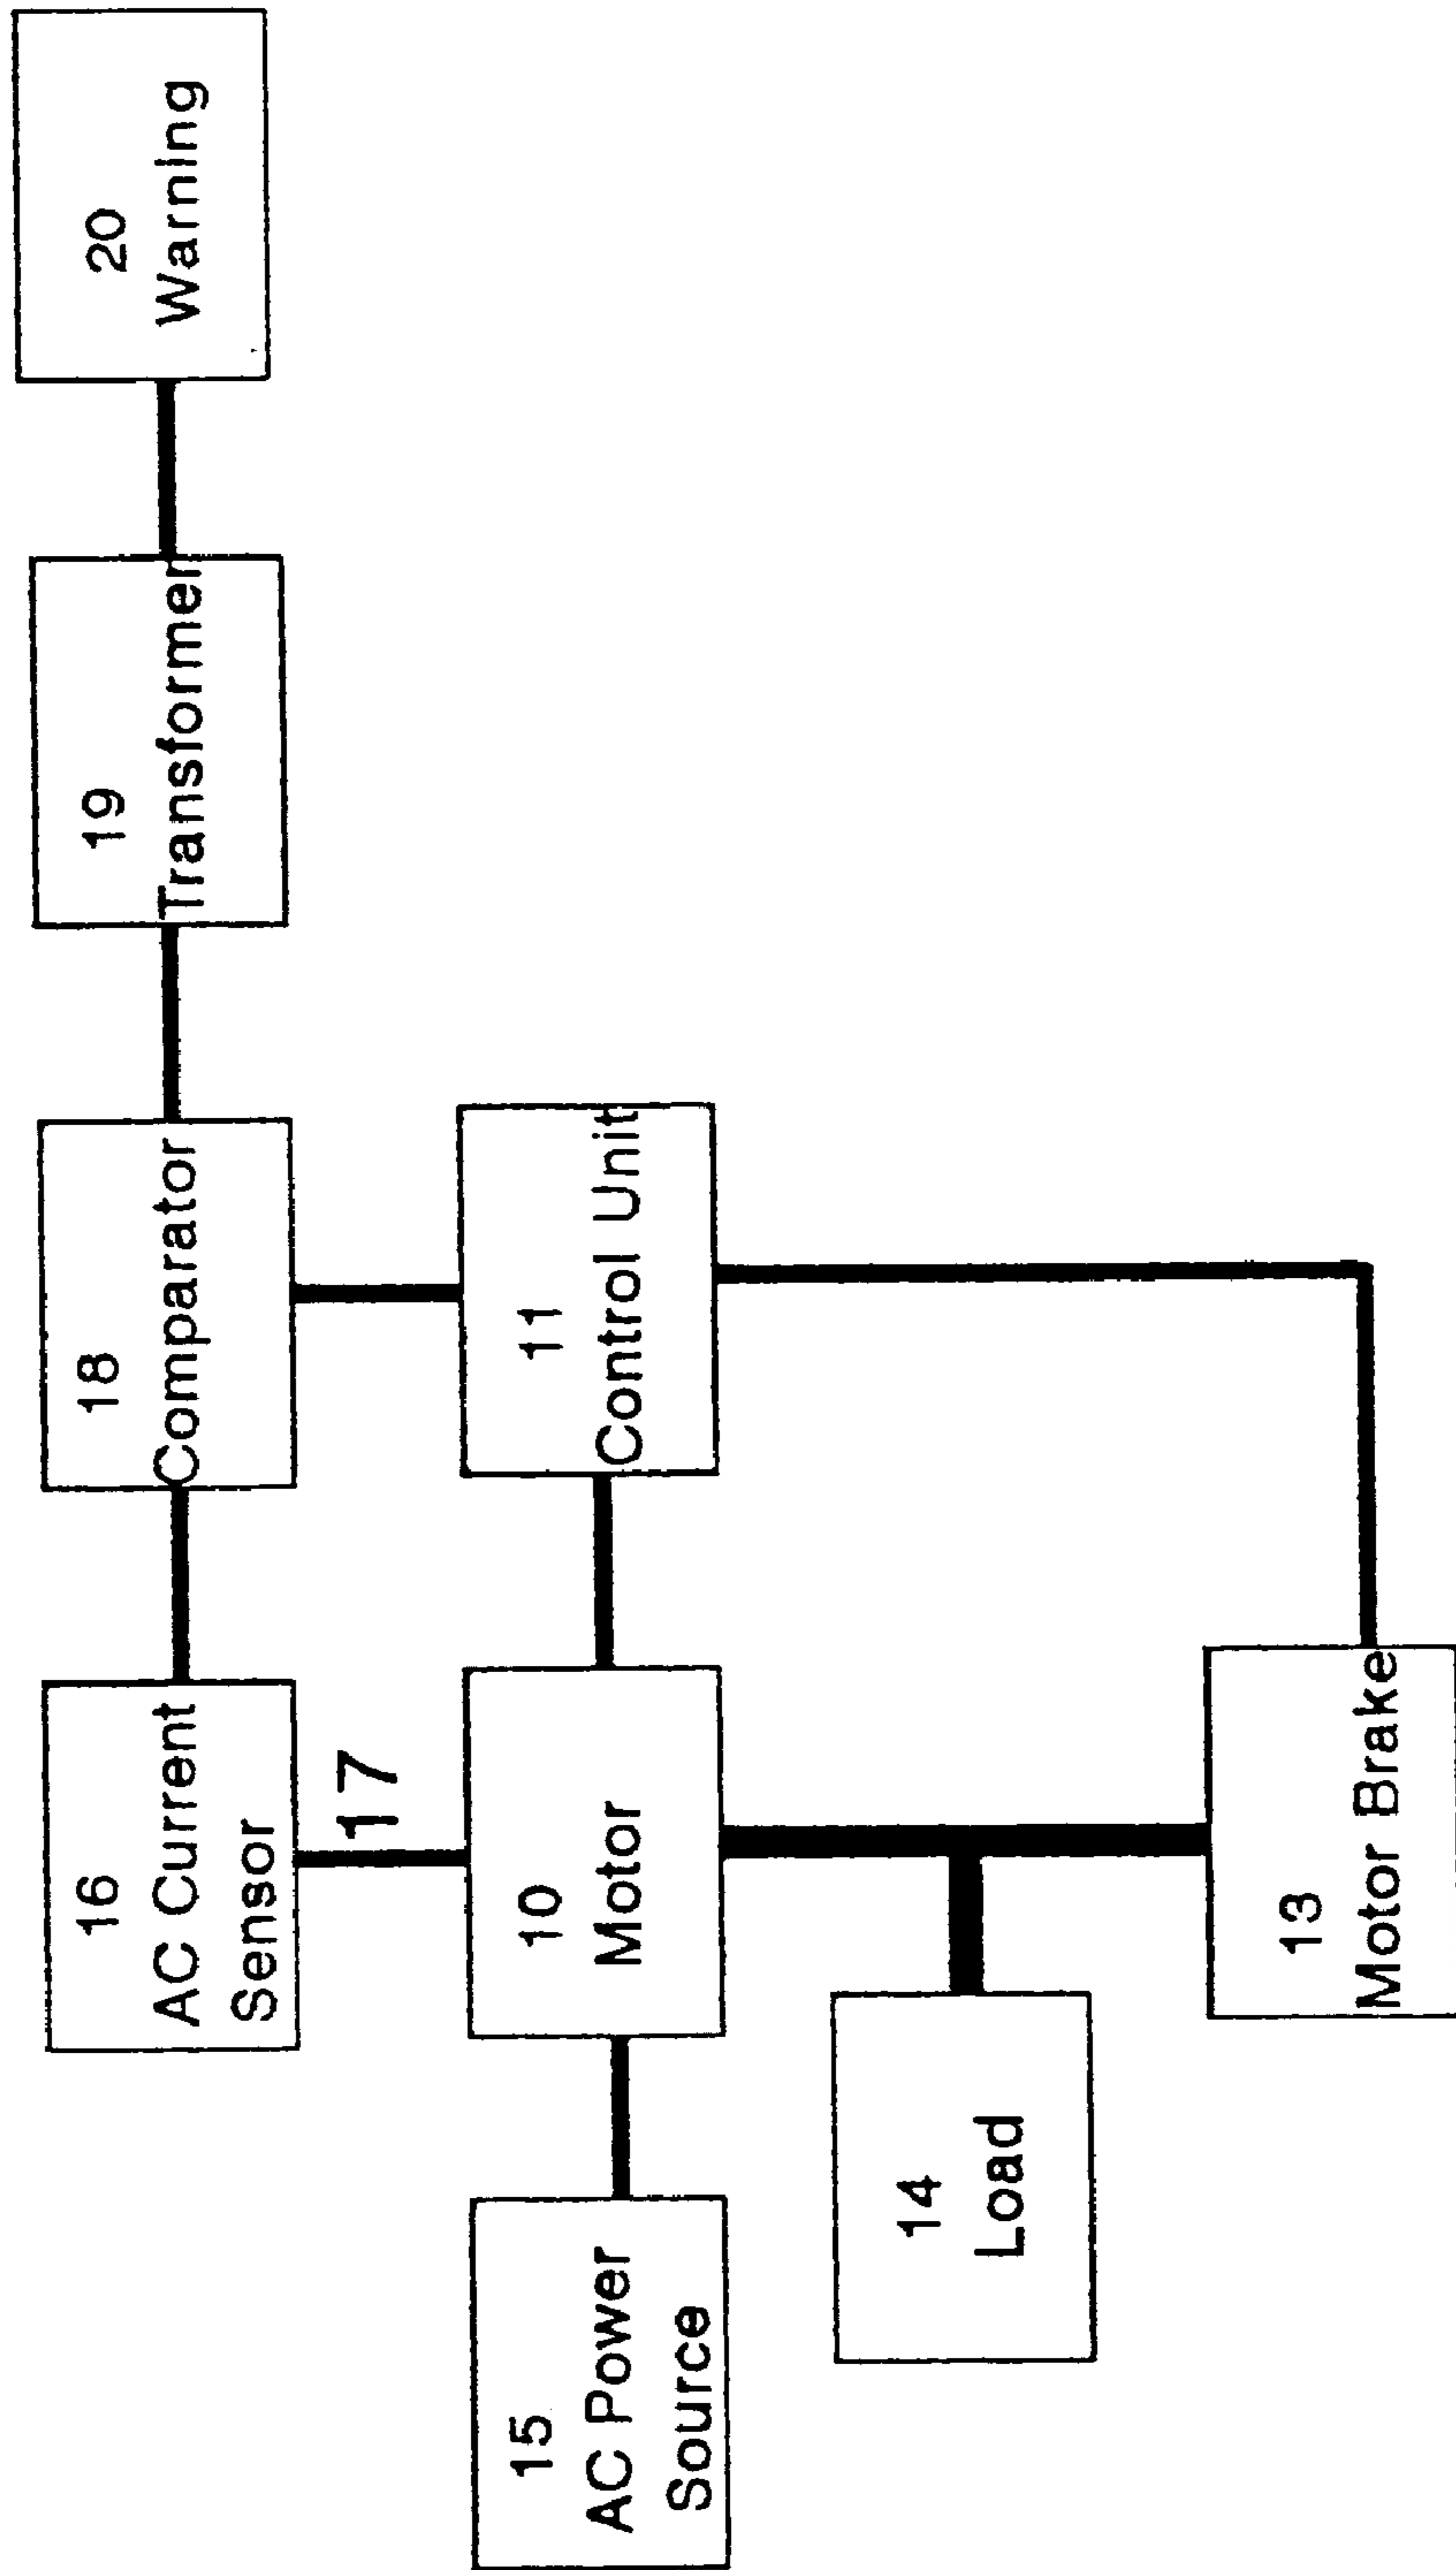 16
AC Current
Sensor
18
Comparator
19
Transformer
20
Warning
17
15
AC Power
Source
10
Motor
11
Control Unit
14
Load
13
Motor Brake